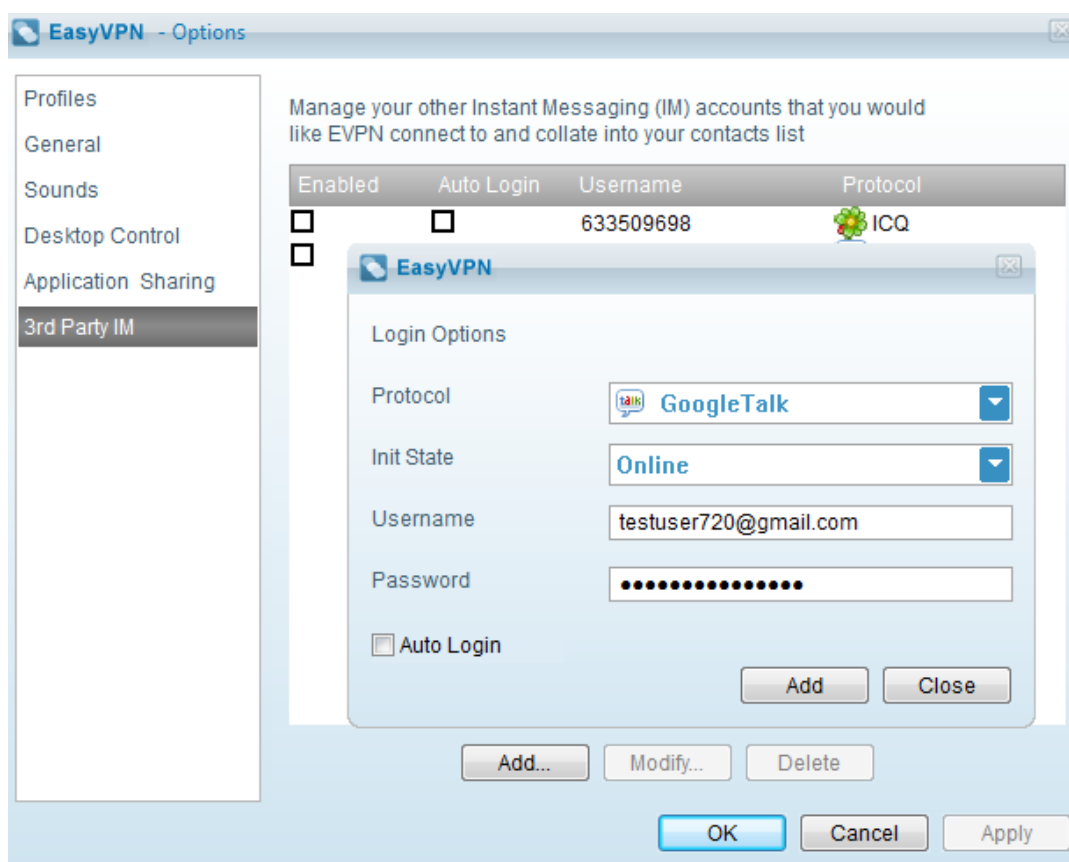 EasyVPN - Options
Profiles
General
Sounds
Desktop Control
Application Sharing
3rd Party IM
Manage your other Instant Messaging (IM) accounts that you would
like EVPN connect to and collate into your contacts list
Enabled Auto Login Username Protocol
633509698 ICQ
EasyVPN
Login Options
Protocol talk GoogleTalk
Init State Online
Username testuser720@gmail.com
Password ●●●●●●●●●●●●●●●
Auto Login
Add Close
Add... Modify... Delete
OK Cancel Apply